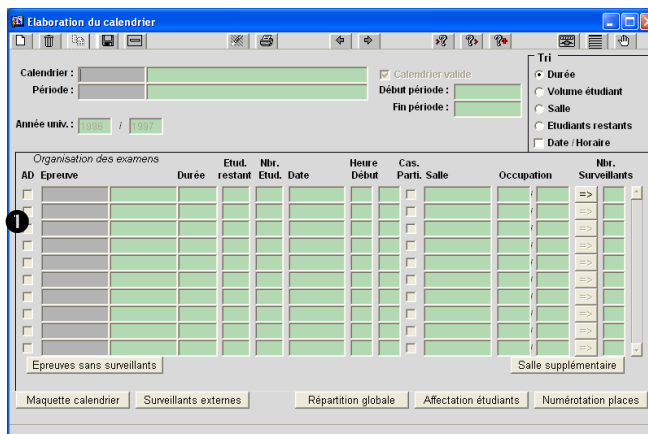 Elaboration du calendrier
Tri
Calendrier :
Calendrier valide
Durée
Période :
Début période :
Volume étudiant
Fin période :
Salle
Année univ. : 1996 / 1997
Etudiants restants
Date / Horaire
Organisation des examens
Etud. Nbr. Heure Cas. Nbr.
AD Epreuve Durée restant Etud. Date Début Parti. Salle Occupation Surveillants
/ =>
1 / =>
/ =>
/ =>
/ =>
/ =>
/ =>
/ =>
/ =>
/ =>
Epreuves sans surveillants Salle supplémentaire
Maquette calendrier Surveillants externes Répartition globale Affectation étudiants Numérotation places